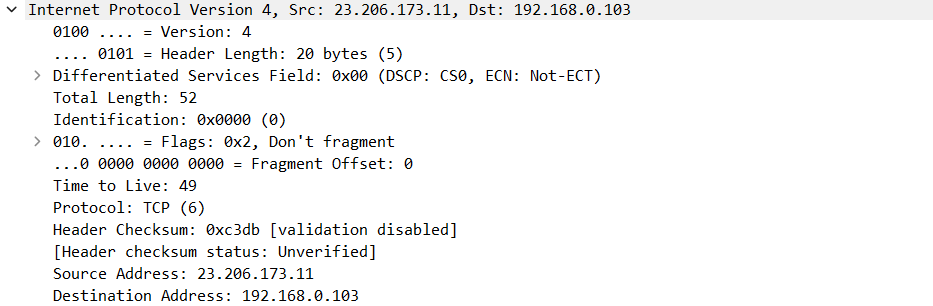 Internet Protocol Version 4, Src: 23.206.173.11, Dst: 192.168.0.103
0100 .... = Version: 4
.... 0101 = Header Length: 20 bytes (5)
Differentiated Services Field: 0x00 (DSCP: CS0, ECN: Not-ECT)
Total Length: 52
Identification: 0x0000 (0)
010. .... = Flags: 0x2, Don't fragment
...0 0000 0000 0000 = Fragment Offset: 0
Time to Live: 49
Protocol: TCP (6)
Header Checksum: 0xc3db [validation disabled]
[Header checksum status: Unverified]
Source Address: 23.206.173.11
Destination Address: 192.168.0.103